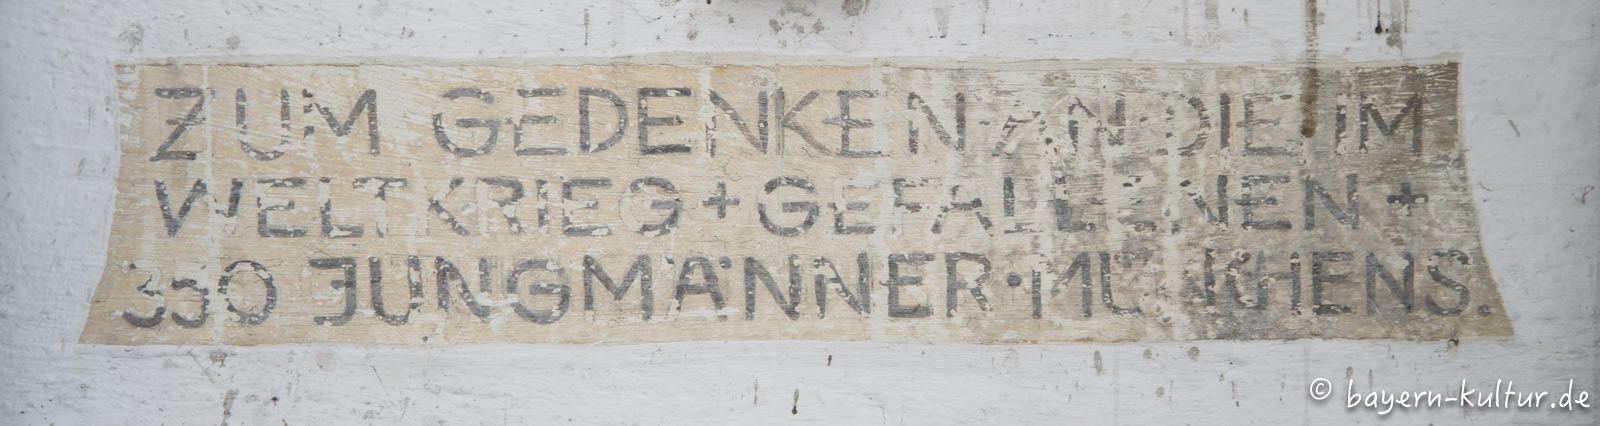 ZUM GEDENKEN AN DIE IM
WELTKRIEG + GEFALLENEN +
350 JUNGMÄNNER · MÜNCHENS.
© bayern-kultur.de